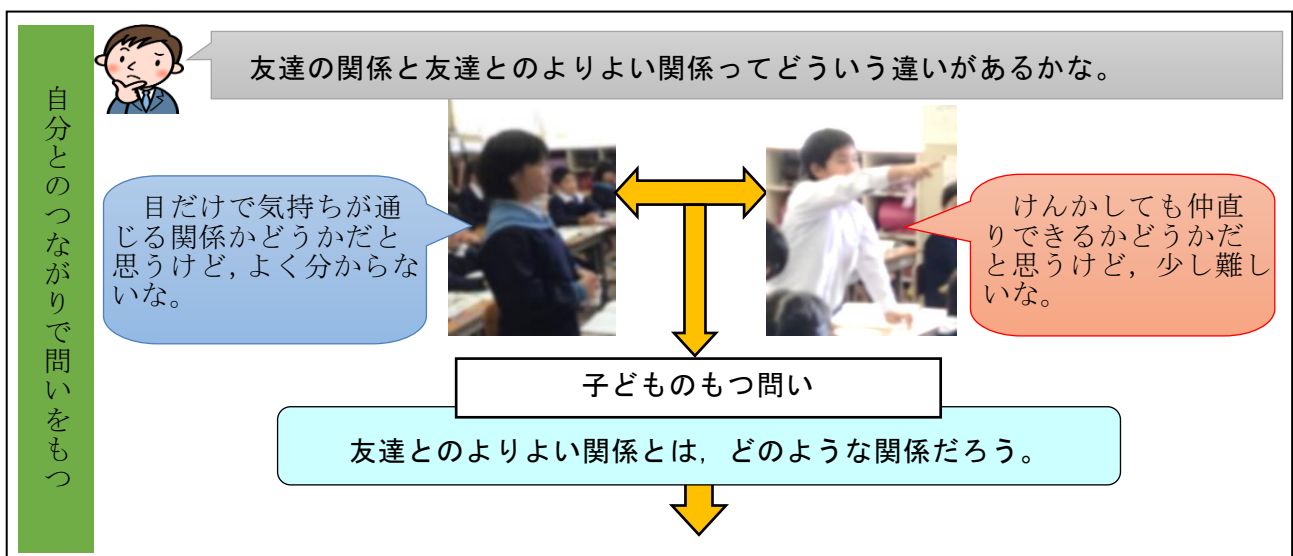 自分とのつながりで問いをもつ
友達の関係と友達とのよりよい関係ってどういう違いがあるかな。
目だけで気持ちが通
じる関係かどうかだと
思うけど，よく分からな
いな。
けんかしても仲直
りできるかどうかだ
と思うけど，少し難し
いな。
子どものもつ問い
友達とのよりよい関係とは，どのような関係だろう。